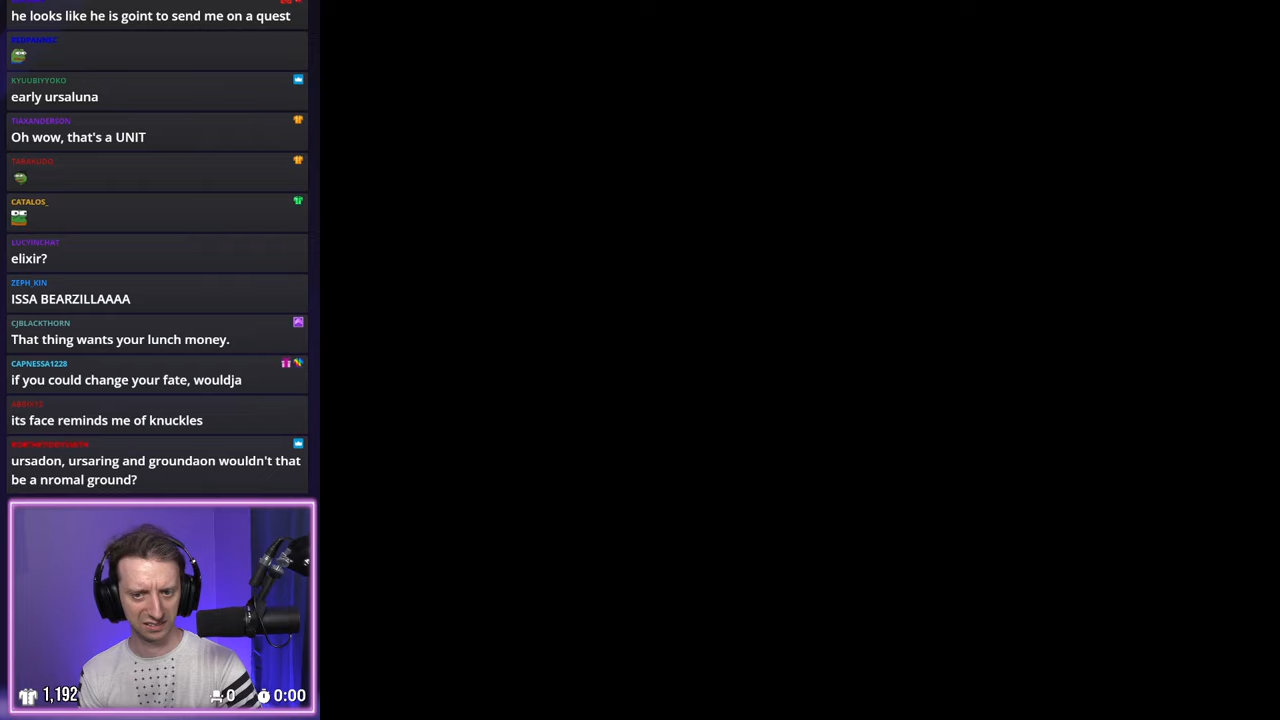 he looks like he is goint to send me on a quest
KYUUBIYYOKO
early ursaluna
TIAXANDERSON
Oh wow, that's a UNIT
CATALOS_
LUCYINCHAT
elixir?
ZEPH_KIN
ISSA BEARZILLAAAA
CJBLACKTHORN
That thing wants your lunch money.
CAPNESSA1228
if you could change your fate, wouldja
its face reminds me of knuckles
ursadon, ursaring and groundaon wouldn't that
be a nromal ground?
1,192
0
0:00